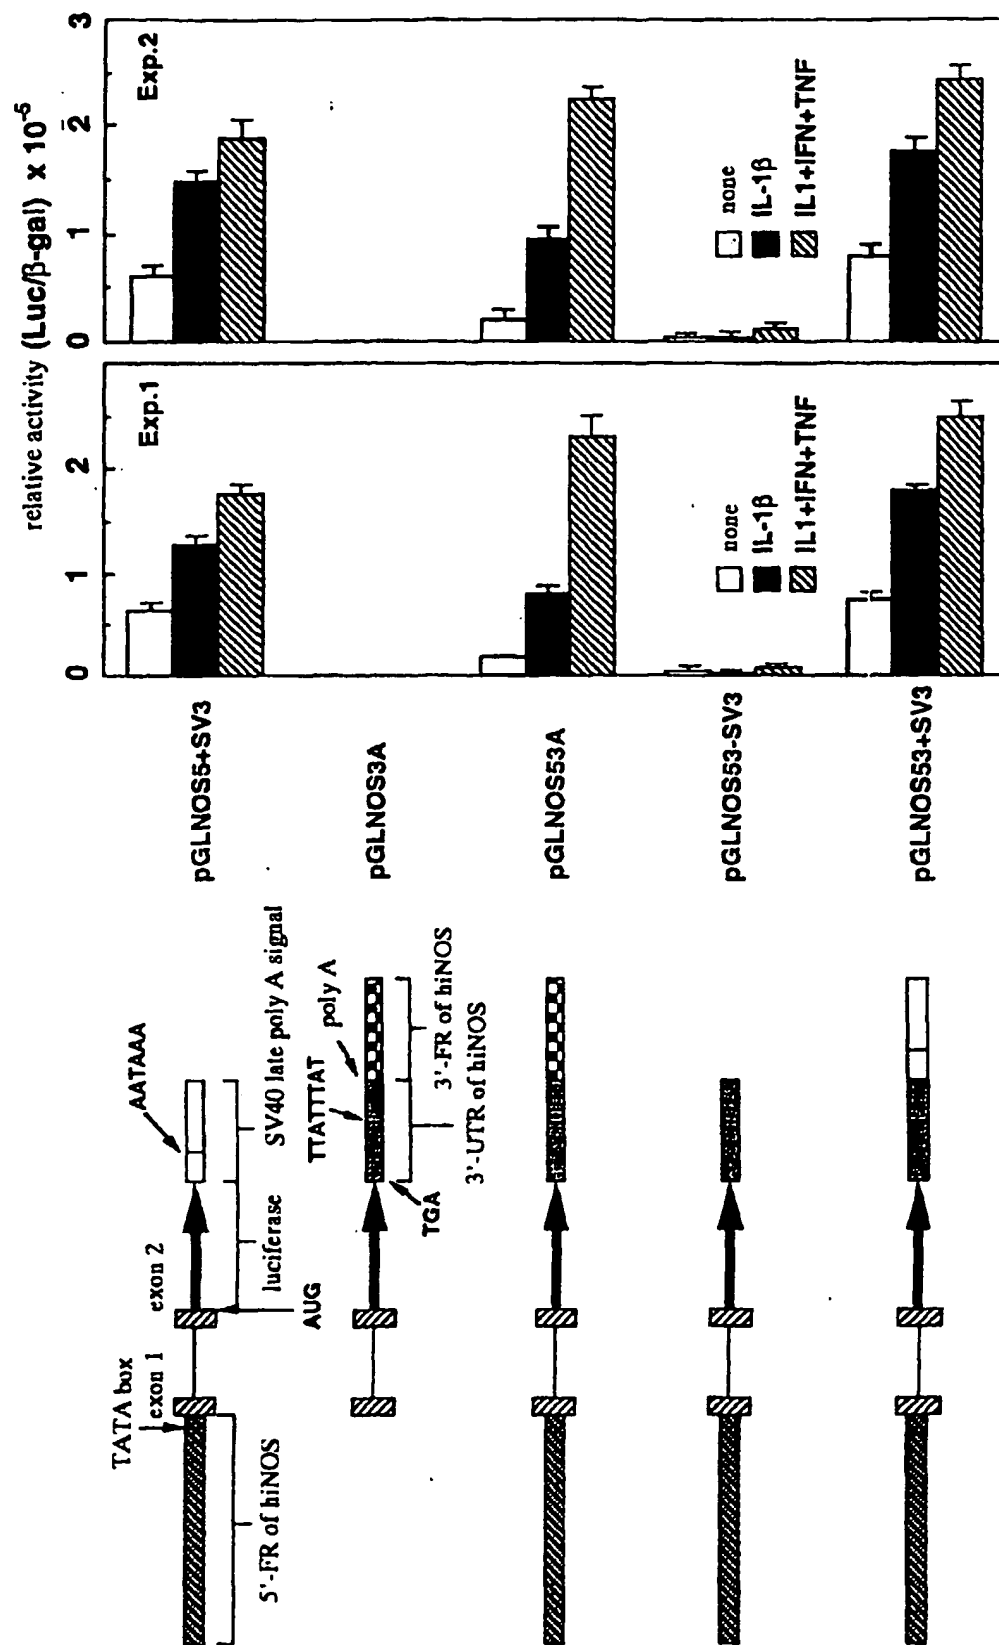 relative activity (Luc/β-gal) x 10⁻⁵
0 1 2
0 1 2 3
Exp.1
Exp.2
TATA box
exon 1
exon 2
AATAAA
5'-FR of hiNOS
AUG
luciferase
SV40 late poly A signal
pGLNOS5+SV3
TTATTTAT
poly A
TGA
3'-UTR of hiNOS
3'-FR of hiNOS
pGLNOS3A
pGLNOS53A
pGLNOS53-SV3
pGLNOS53+SV3
none
IL-1β
IL1+IFN+TNF
none
IL-1β
IL1+IFN+TNF